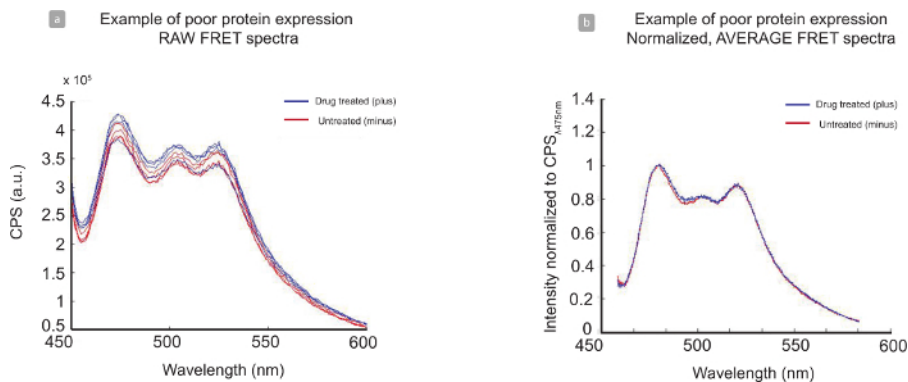 a
Example of poor protein expression
RAW FRET spectra
x 10⁵
4.5
4
3.5
3
2.5
2
1.5
1
0.5
CPS (a.u.)
Drug treated (plus)
Untreated (minus)
450
500
550
600
Wavelength (nm)
b
Example of poor protein expression
Normalized, AVERAGE FRET spectra
1.4
1.2
1
0.8
0.6
0.4
0.2
0
Intensity normalized to CPS
Drug treated (plus)
Untreated (minus)
450
500
550
600
Wavelength (nm)